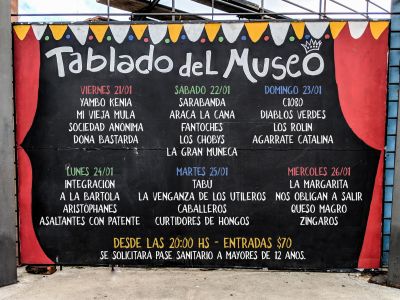 Tablado del Museo
VIERNES 21/01
YAMBO KENIA
MI VIEJA MULA
SOCIEDAD ANONIMA
DOÑA BASTARDA
SABADO 22/01
SARABANDA
ARACA LA CANA
FANTOCHES
LOS CHOBYS
LA GRAN MUÑECA
DOMINGO 23/01
C1080
DIABLOS VERDES
LOS ROLIN
AGARRATE CATALINA
LUNES 24/01
INTEGRACION
A LA BARTOLA
ARISTOPHANES
ASALTANTES CON PATENTE
MARTES 25/01
TABU
LA VENGANZA DE LOS UTILEROS
CABALLEROS
CURTIDORES DE HONGOS
MIERCOLES 26/01
LA MARGARITA
NOS OBLIGAN A SALIR
QUESO MAGRO
ZINGAROS
DESDE LAS 20:00 HS - ENTRADAS $70
SE SOLICITARÁ PASE SANITARIO A MAYORES DE 12 AÑOS.